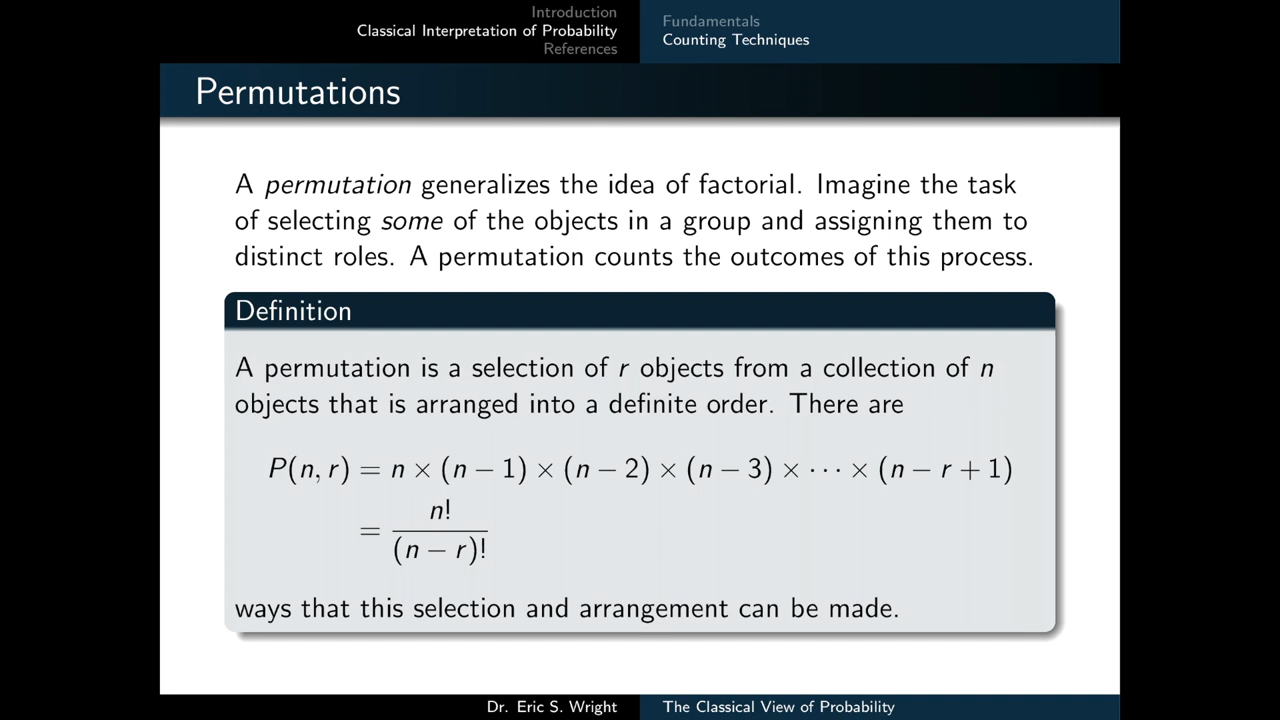 Introduction
Classical Interpretation of Probability
References
Fundamentals
Counting Techniques
Permutations
A permutation generalizes the idea of factorial. Imagine the task
of selecting some of the objects in a group and assigning them to
distinct roles. A permutation counts the outcomes of this process.
Definition
A permutation is a selection of r objects from a collection of n
objects that is arranged into a definite order. There are
P(n, r) = n × (n − 1) × (n − 2) × (n − 3) × ··· × (n − r + 1)
= n! / (n − r)!
ways that this selection and arrangement can be made.
Dr. Eric S. Wright
The Classical View of Probability